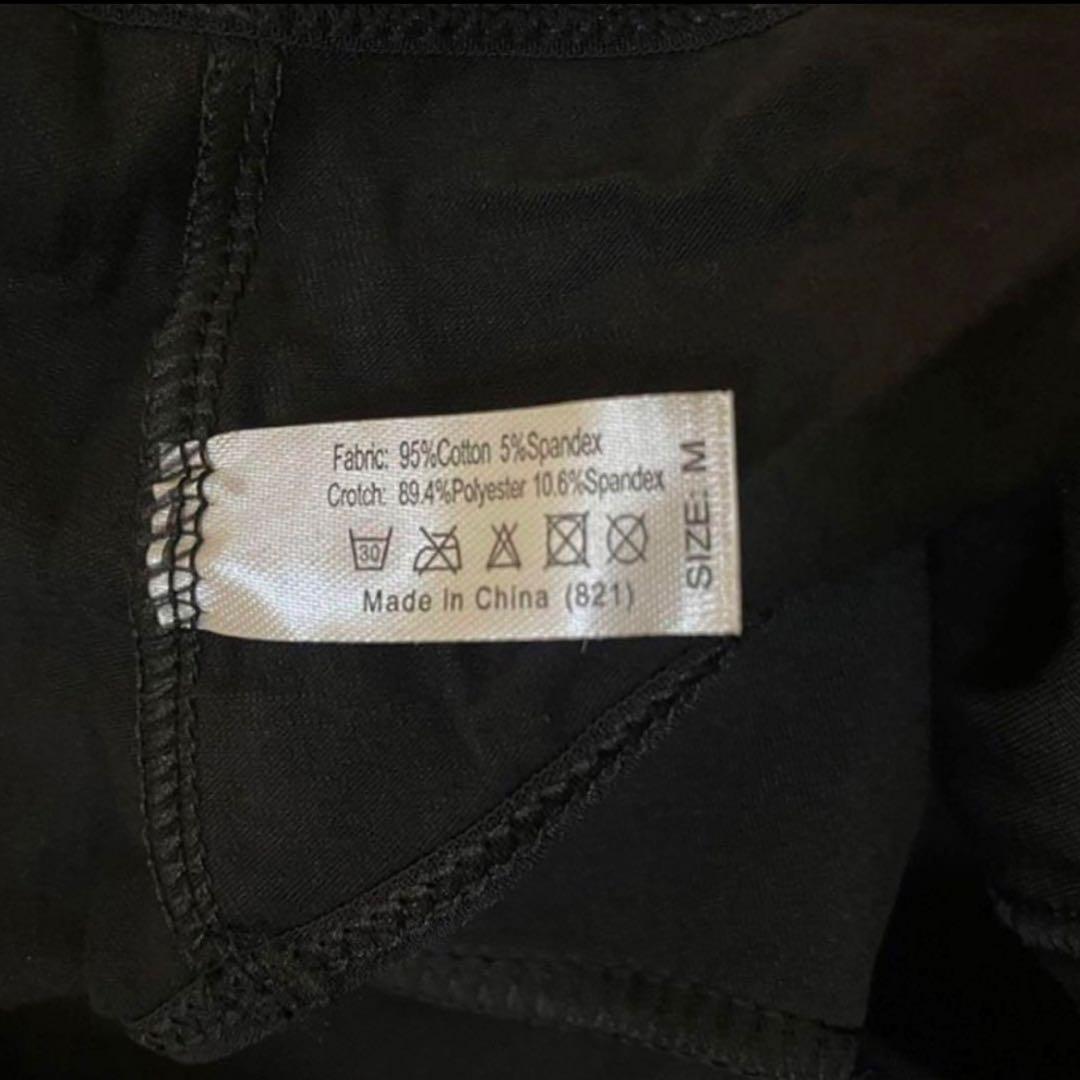 Fabric: 95%Cotton 5%Spandex
Crotch: 89.4%Polyester 10.6%Spandex
30
Made In China (821)
SIZE: M